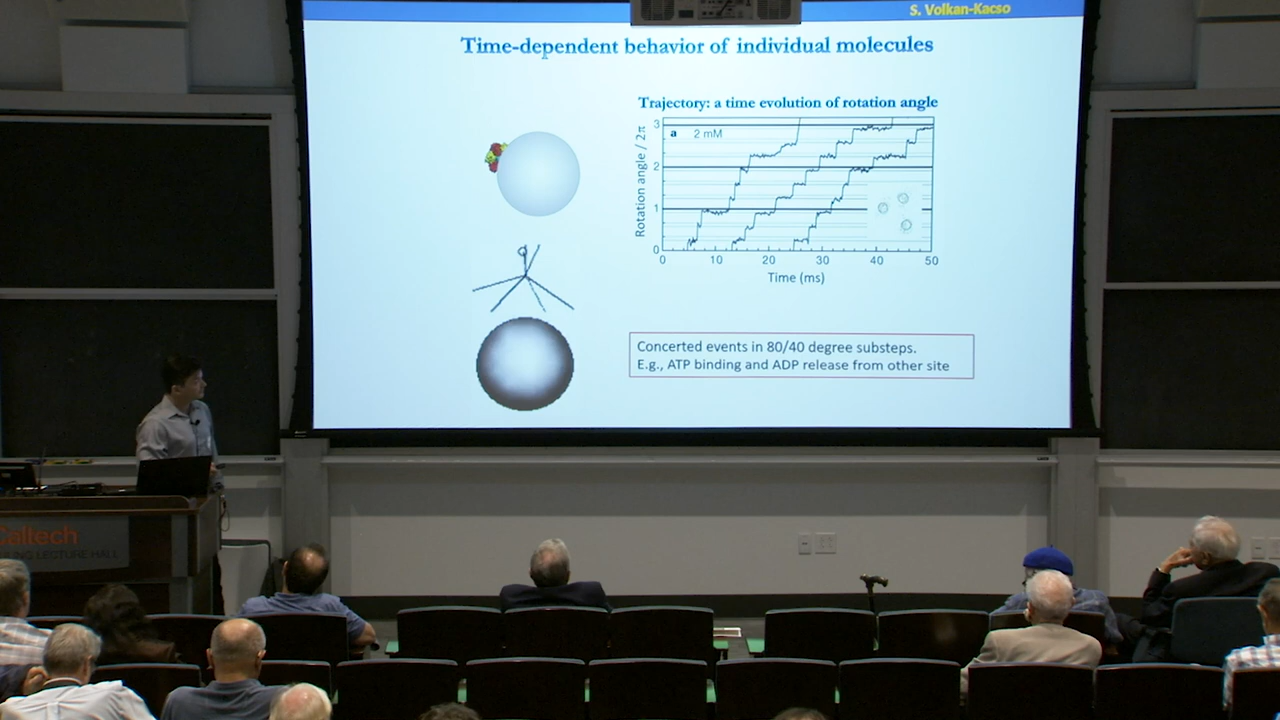 S. Volkan-Kacso
Time-dependent behavior of individual molecules
Trajectory: a time evolution of rotation angle
Rotation angle / 2π
3
2
1
0
a 2 mM
0 10 20 30 40 50
Time (ms)
Concerted events in 80/40 degree substeps.
E.g., ATP binding and ADP release from other site
Caltech
LECTURE HALL